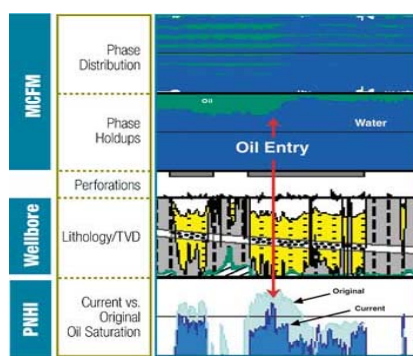 MCFM
Phase
Distribution
Phase
Holdups
Oil
Water
Oil Entry
Perforations
Wellbore
Lithology/TVD
PNHI
Current vs.
Original
Oil Saturation
Original
Current